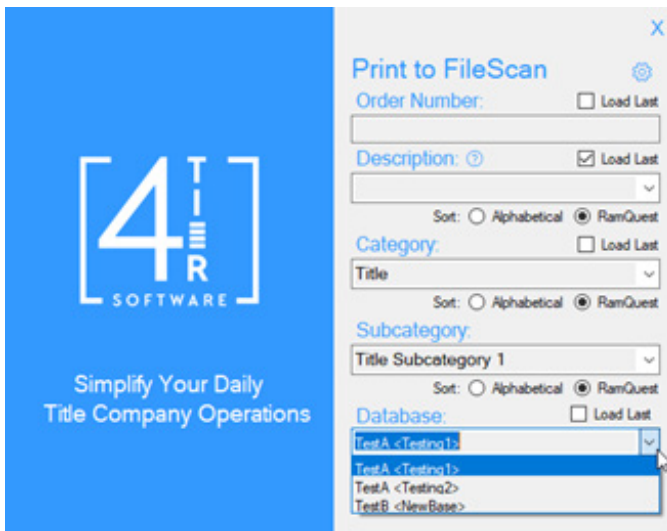 X
Print to FileScan
Order Number: Load Last
Description: ? Load Last
Sort: Alphabetical RamQuest
Category: Load Last
Title
Sort: Alphabetical RamQuest
Subcategory:
Title Subcategory 1
Sort: Alphabetical RamQuest
Database: Load Last
TestA <Testing1>
TestA <Testing1>
TestA <Testing2>
TestB <NewBase>
4TIER
SOFTWARE
Simplify Your Daily
Title Company Operations